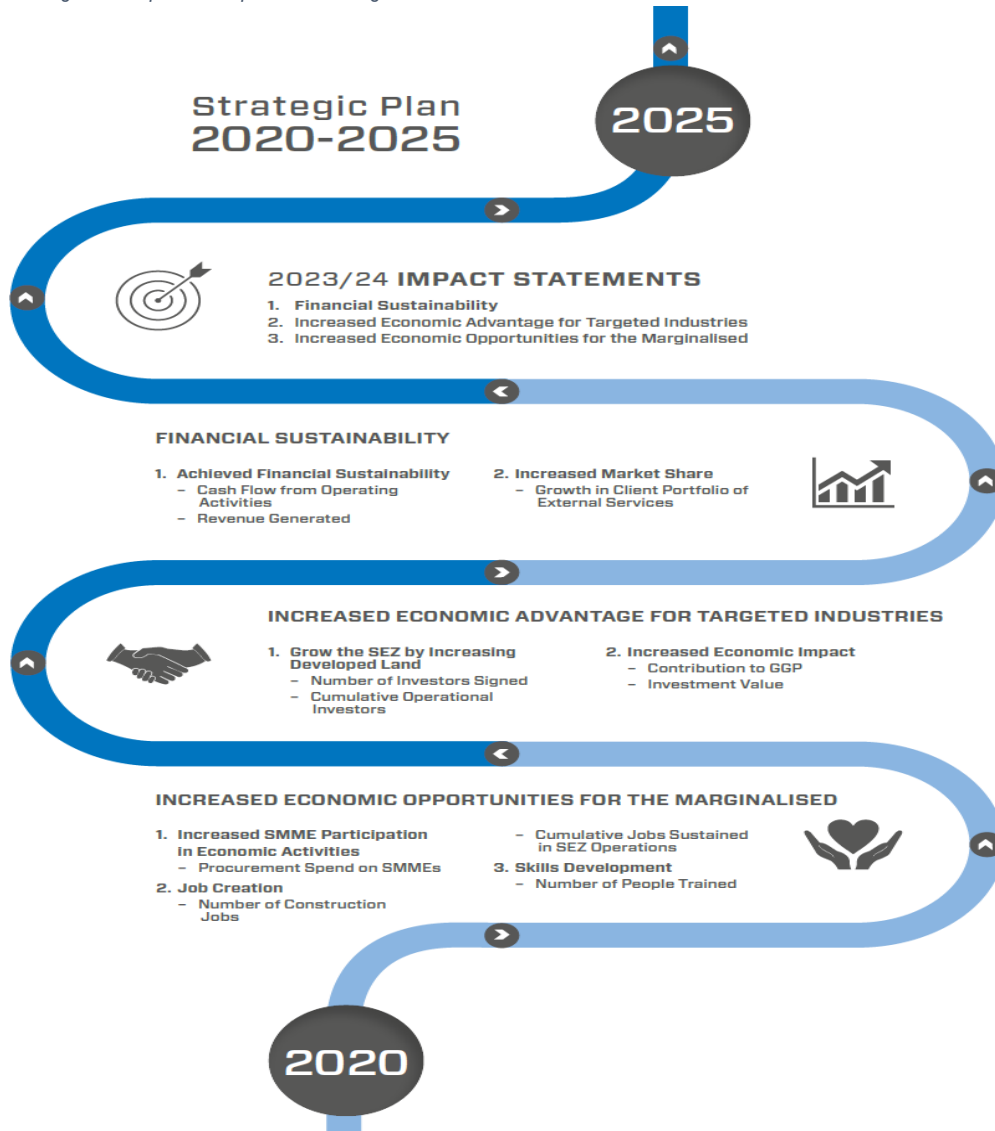 Strategic Plan
2020-2025
2025
2023/24 IMPACT STATEMENTS
1. Financial Sustainability
2. Increased Economic Advantage for Targeted Industries
3. Increased Economic Opportunities for the Marginalised
FINANCIAL SUSTAINABILITY
1. Achieved Financial Sustainability
– Cash Flow from Operating
Activities
– Revenue Generated
2. Increased Market Share
– Growth in Client Portfolio of
External Services
INCREASED ECONOMIC ADVANTAGE FOR TARGETED INDUSTRIES
1. Grow the SEZ by Increasing
Developed Land
– Number of Investors Signed
– Cumulative Operational
Investors
2. Increased Economic Impact
– Contribution to GGP
– Investment Value
INCREASED ECONOMIC OPPORTUNITIES FOR THE MARGINALISED
1. Increased SMME Participation
in Economic Activities
– Procurement Spend on SMMEs
2. Job Creation
– Number of Construction
Jobs
– Cumulative Jobs Sustained
in SEZ Operations
3. Skills Development
– Number of People Trained
2020